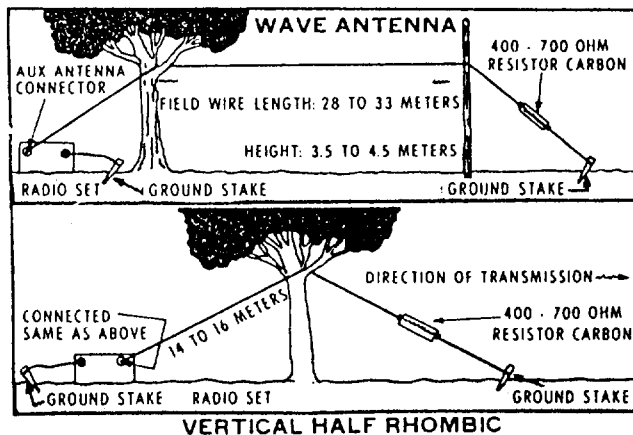 WAVE ANTENNA
AUX ANTENNA
CONNECTOR
400 - 700 OHM
RESISTOR CARBON
FIELD WIRE LENGTH: 28 TO 33 METERS
HEIGHT: 3.5 TO 4.5 METERS
RADIO SET
GROUND STAKE
GROUND STAKE
DIRECTION OF TRANSMISSION
CONNECTED
SAME AS ABOVE
14 TO 16 METERS
400 - 700 OHM
RESISTOR CARBON
GROUND STAKE
RADIO SET
GROUND STAKE
VERTICAL HALF RHOMBIC